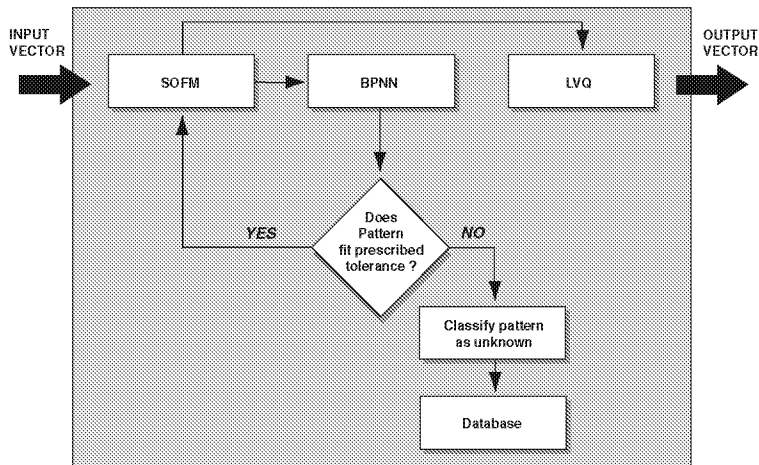 INPUT
VECTOR
OUTPUT
VECTOR
SOFM
BPNN
LVQ
Does
Pattern
fit prescribed
tolerance ?
YES
NO
Classify pattern
as unknown
Database